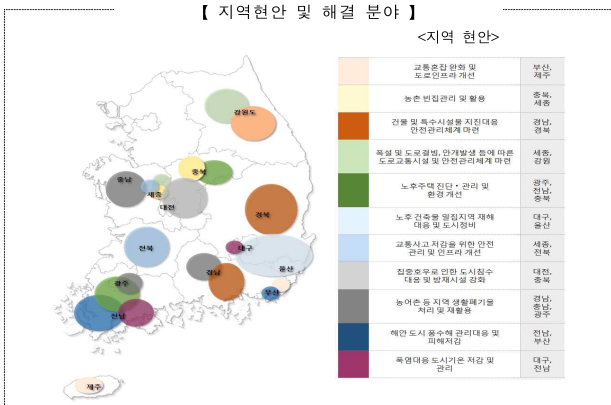 【 지역현안 및 해결 분야 】
<지역 현안>
교통혼잡 완화 및
도로인프라 개선
부산,
제주
농촌 빈집관리 및 활용
충북,
세종
건물 및 특수시설물 지진대응
안전관리체계 마련
경남,
경북
폭설 및 도로결빙, 안개발생 등에 따른
도로교통시설 및 안전관리체계 마련
세종,
강원
노후주택 진단・관리 및
환경 개선
광주,
전남,
충북
노후 건축물 밀집지역 재해
대응 및 도시정비
대구,
울산
교통사고 저감을 위한 안전
관리 및 인프라 개선
세종,
전북
집중호우로 인한 도시침수
대응 및 방재시설 강화
대전,
충북
농어촌 등 지역 생활폐기물
처리 및 재활용
경남,
충남,
광주
해안 도시 풍수해 관리대응 및
피해저감
전남,
부산
폭염대응 도시기온 저감 및
관리
대구,
전남
강원도
충북
충남
세종
대전
경북
대구
전북
울산
경남
광주
부산
전남
제주